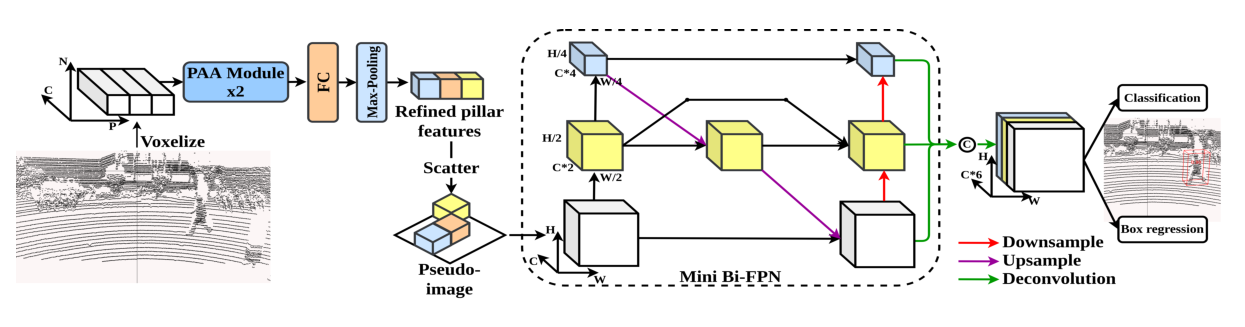 N
C
P
Voxelize
PAA Module
x2
FC
Max-Pooling
Refined pillar
features
Scatter
Pseudo-
image
H/4
C*4
W/4
H/2
C*2
W/2
H
C
W
Mini Bi-FPN
C
H
C*6
W
Classification
Box regression
Downsample
Upsample
Deconvolution